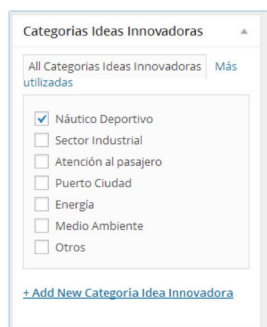 Categorias Ideas Innovadoras
All Categorias Ideas Innovadoras Más
utilizadas
Náutico Deportivo
Sector Industrial
Atención al pasajero
Puerto Ciudad
Energía
Medio Ambiente
Otros
+ Add New Categoria Idea Innovadora